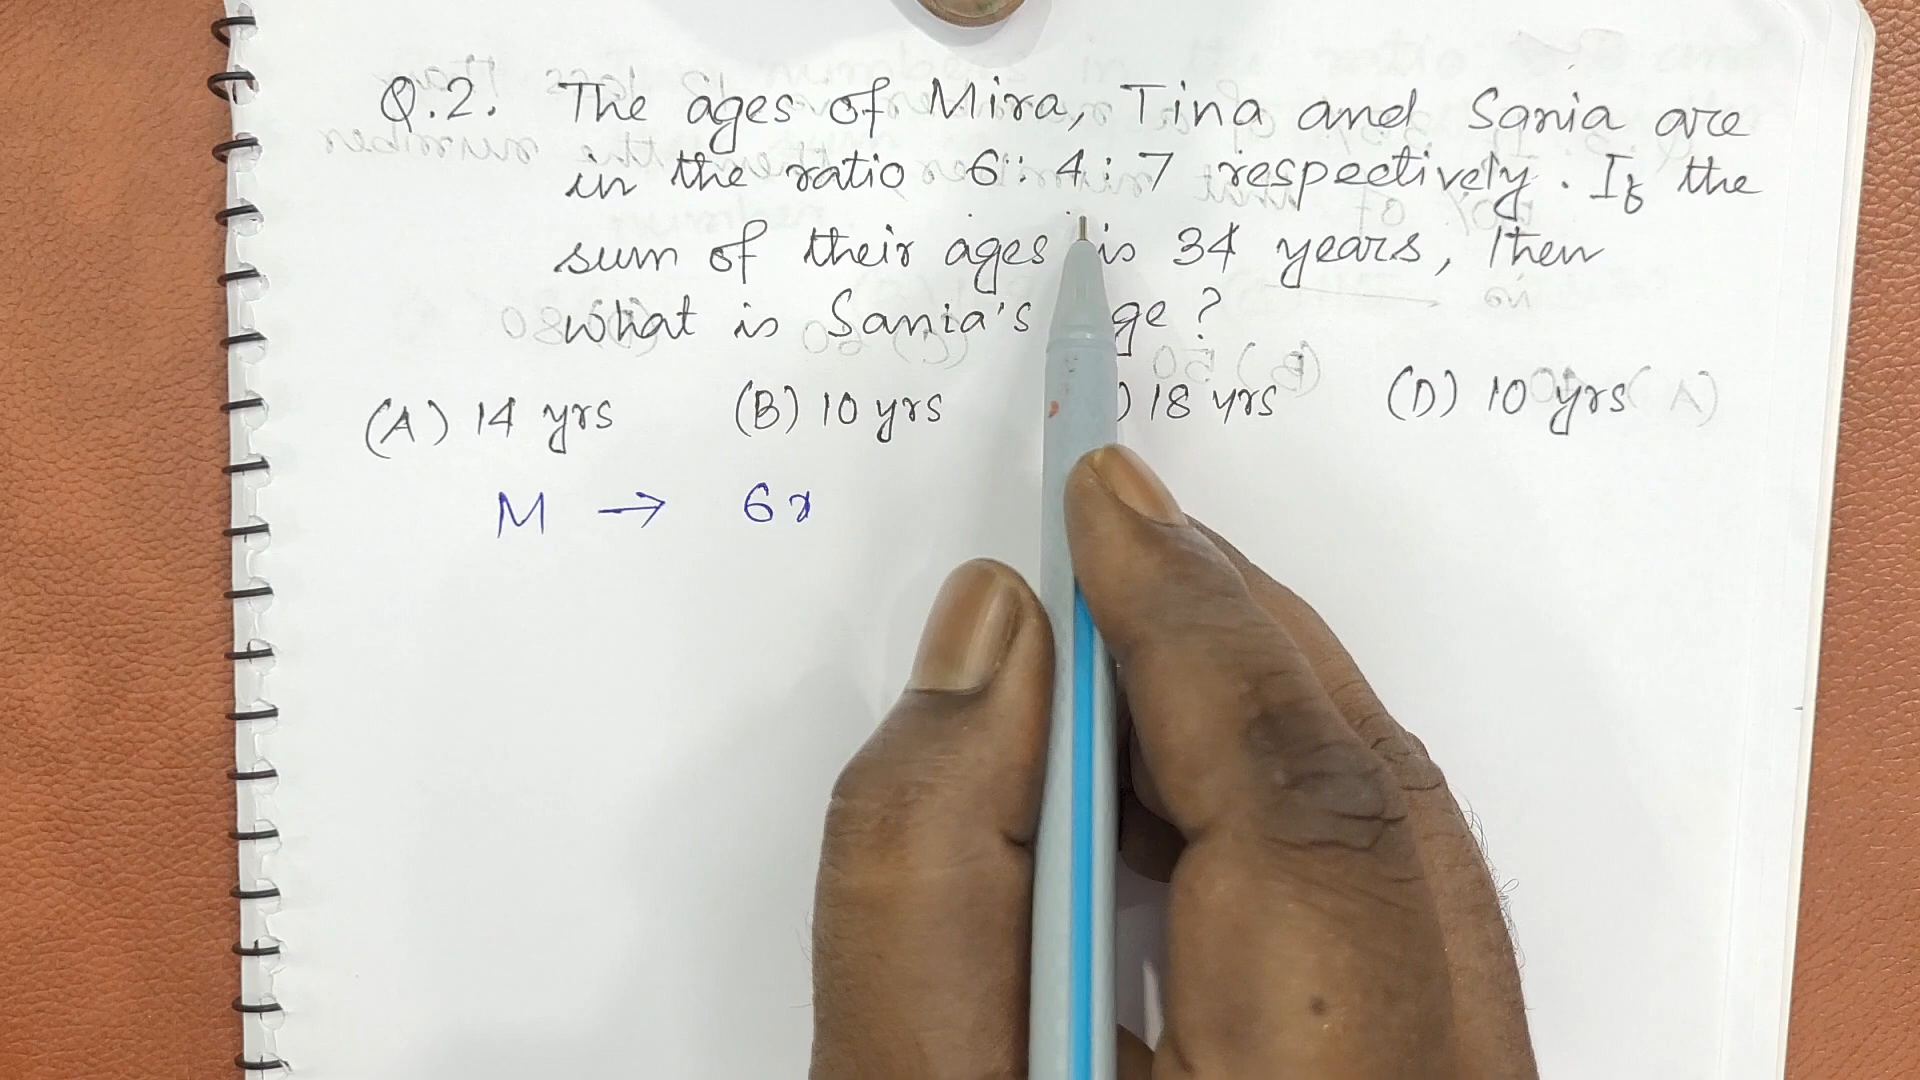 Q.2. The ages of Mira, Tina and Sania are
in the ratio 6 : 4 : 7 respectively. If the
sum of their ages is 34 years, then
what is Sania's ge ?
(A) 14 yrs (B) 10 yrs ) 18 yrs (D) 10 yrs
M → 6x